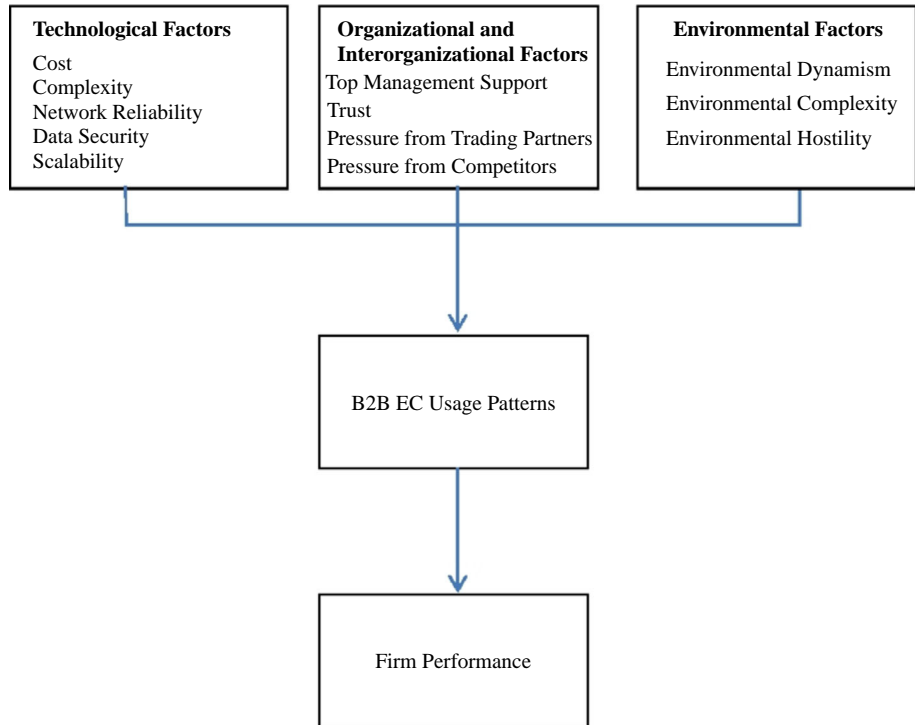 Technological Factors
Cost
Complexity
Network Reliability
Data Security
Scalability
Organizational and
Interorganizational Factors
Top Management Support
Trust
Pressure from Trading Partners
Pressure from Competitors
Environmental Factors
Environmental Dynamism
Environmental Complexity
Environmental Hostility
B2B EC Usage Patterns
Firm Performance